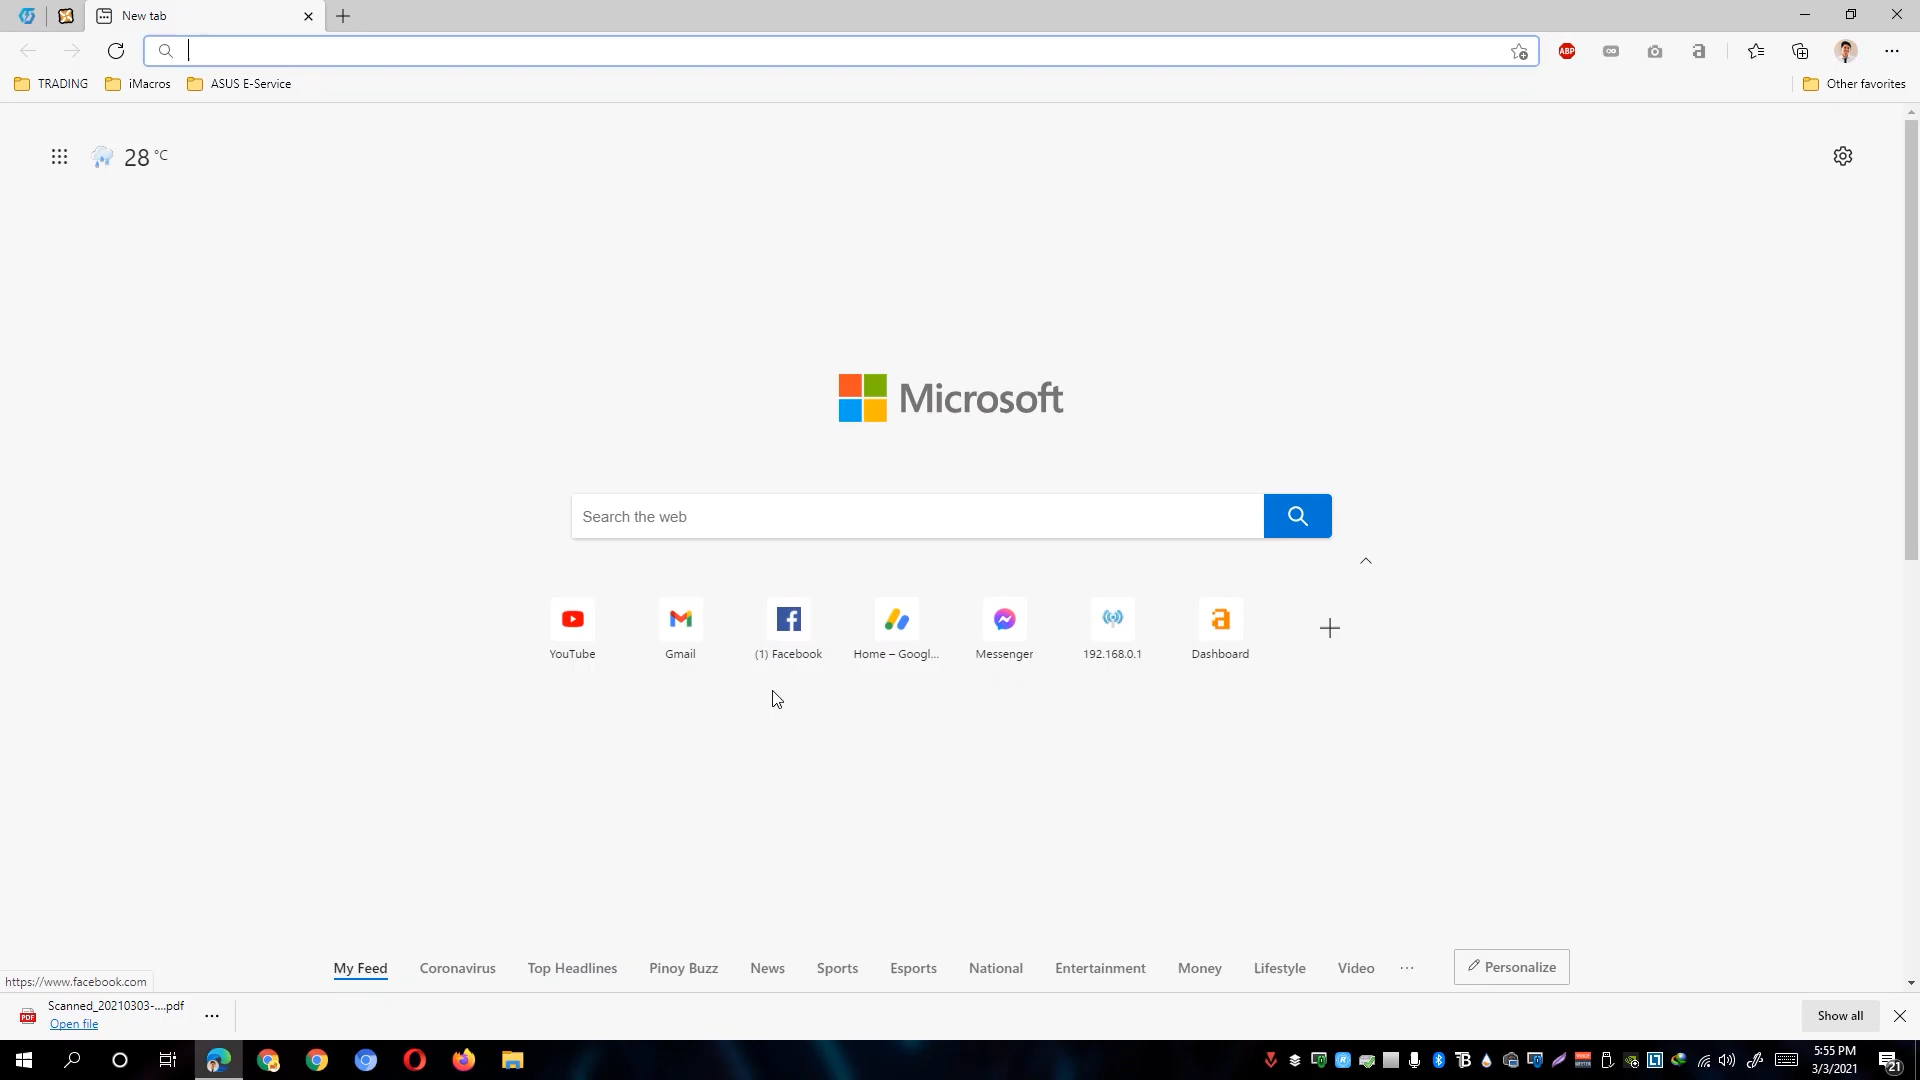 New tab
ABP
TRADING iMacros ASUS E-Service Other favorites
28 °C
Microsoft
Search the web
YouTube Gmail (1) Facebook Home – Googl... Messenger 192.168.0.1 Dashboard
My Feed Coronavirus Top Headlines Pinoy Buzz News Sports Esports National Entertainment Money Lifestyle Video ... Personalize
https://www.facebook.com
Scanned_20210303-....pdf
Open file
Show all
5:55 PM
3/3/2021
21